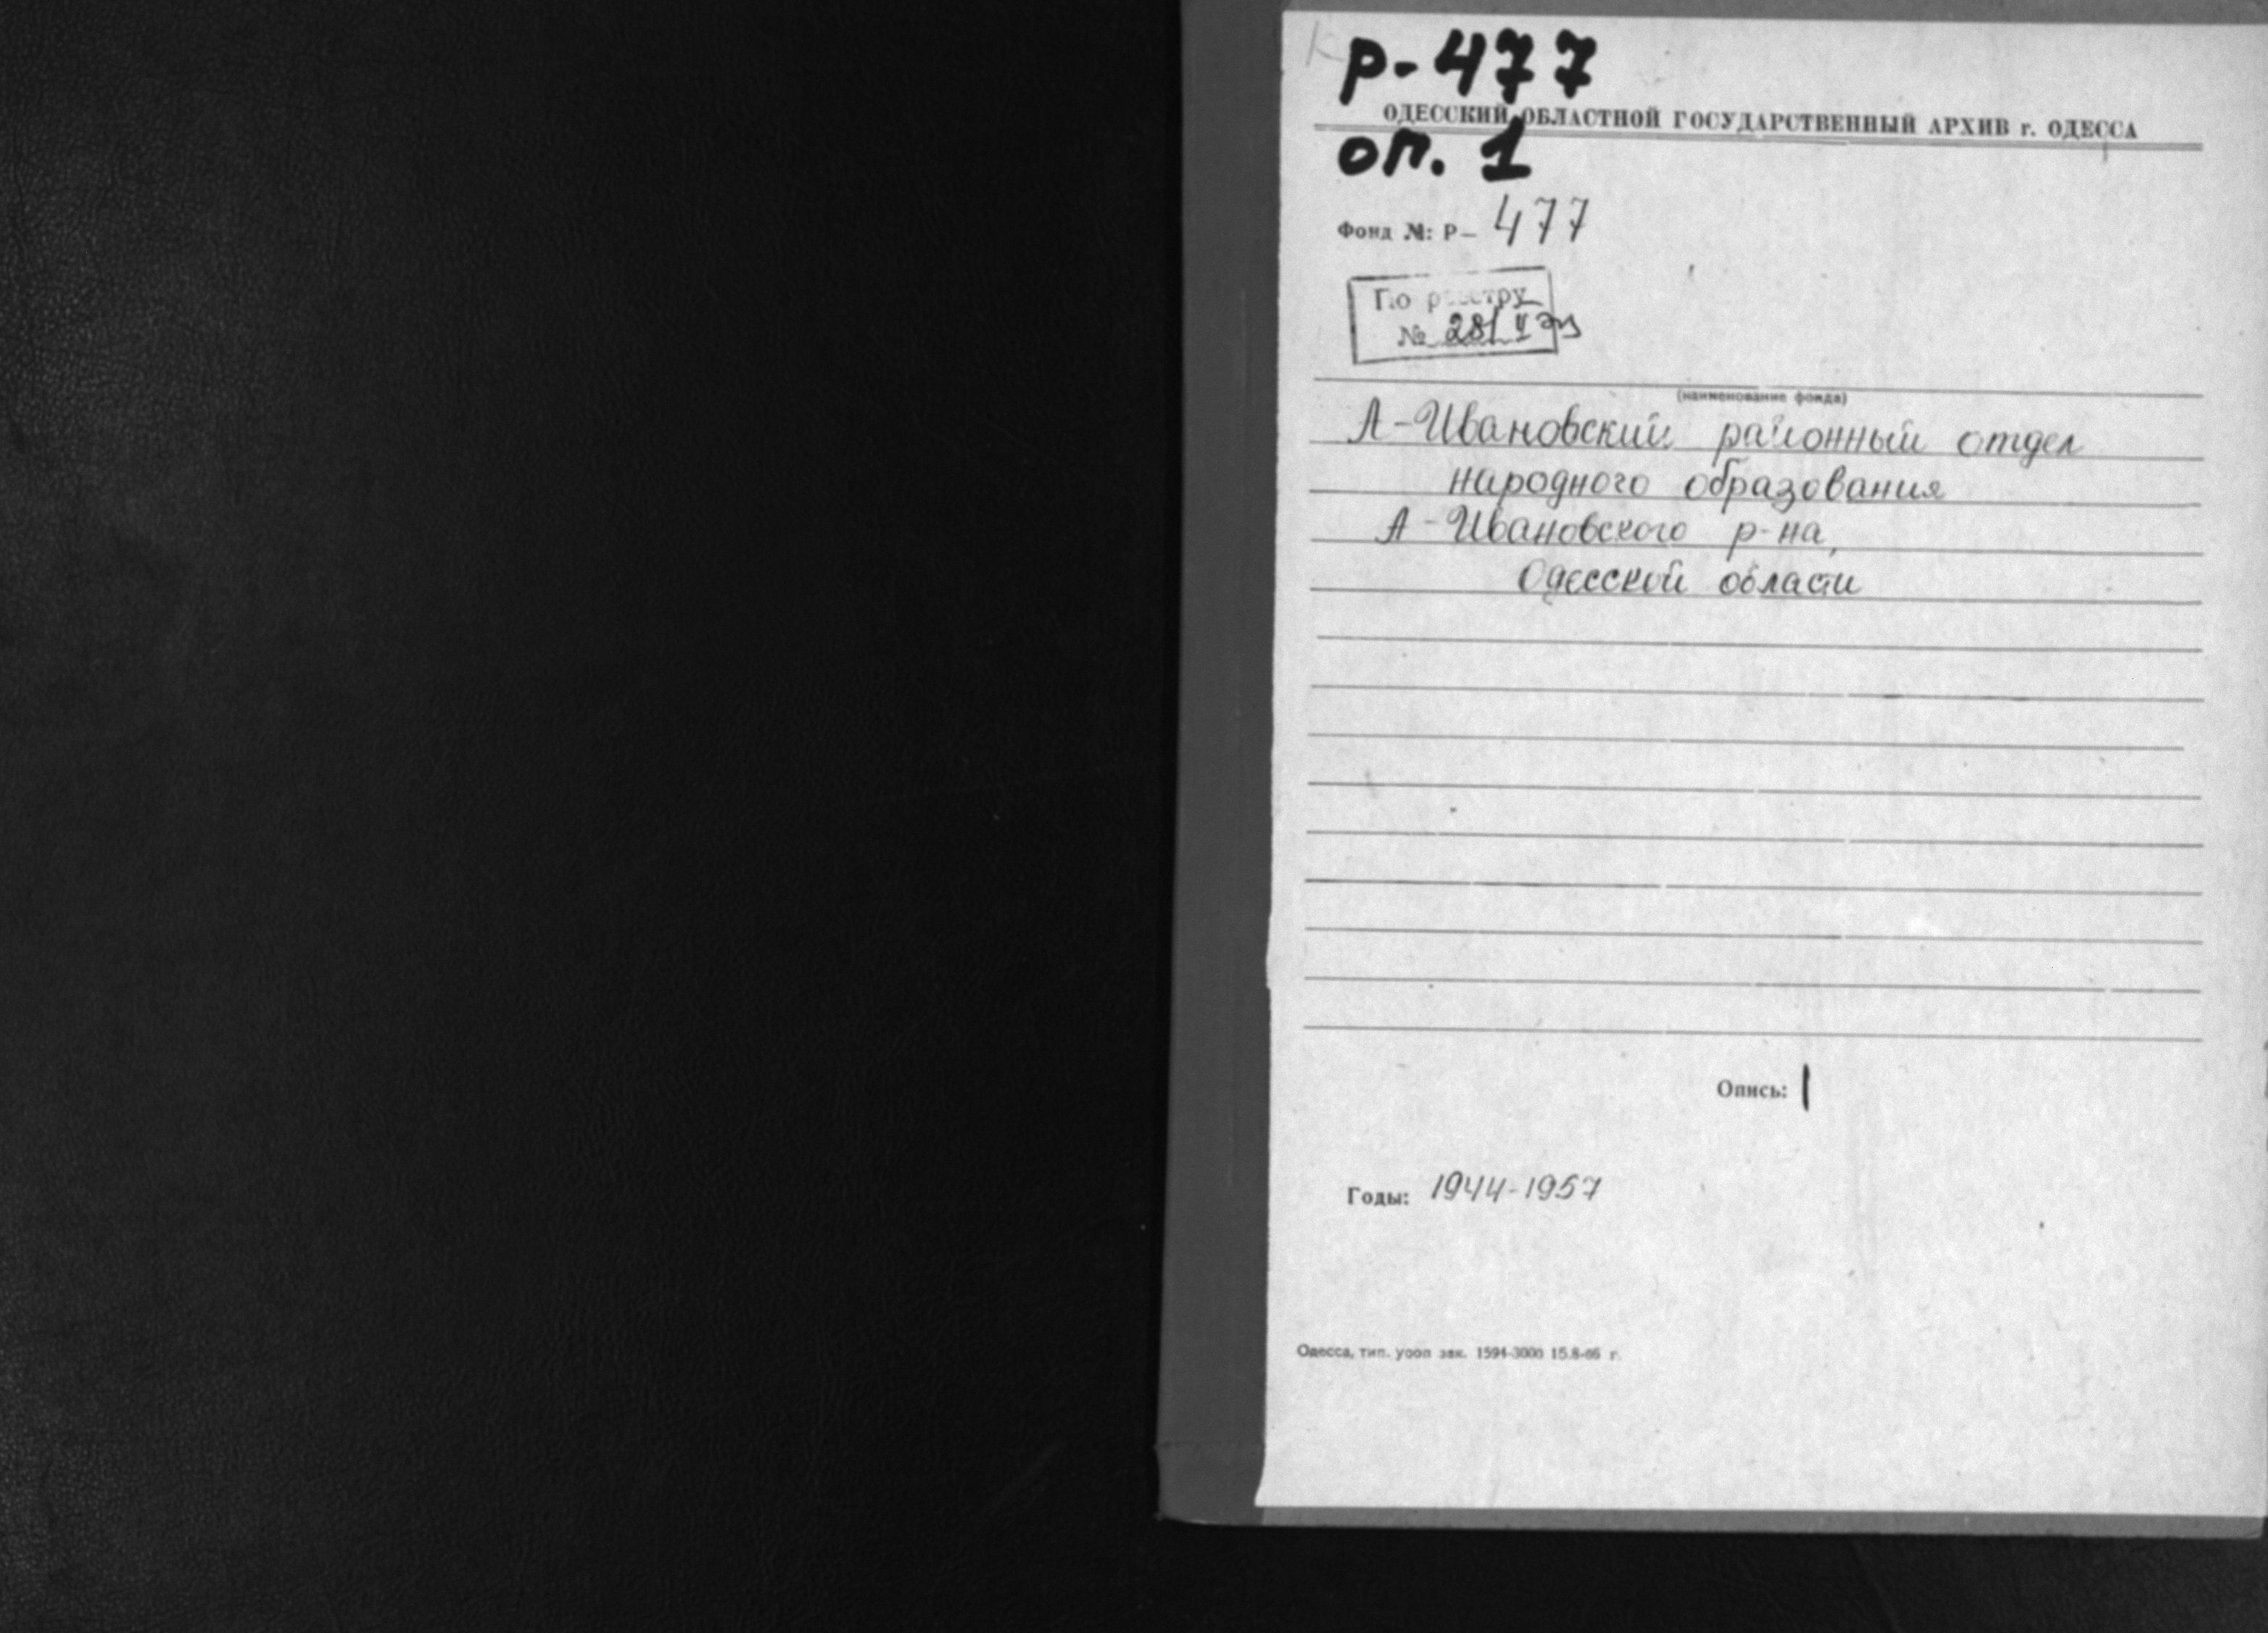 Р-477
ОДЕССКИЙ ОБЛАСТНОЙ ГОСУДАРСТВЕННЫЙ АРХИВ г. ОДЕССА
оп. 1
Фонд №: Р— 477
По реестру
№ 281
(наименование фонда)
А-Ивановский районный отдел
народного образования
А-Ивановского р-на,
Одесской области
Опись: 1
Годы: 1944-1957
Одесса, тип. уооп зак. 1594-3000 15.8-66 г.